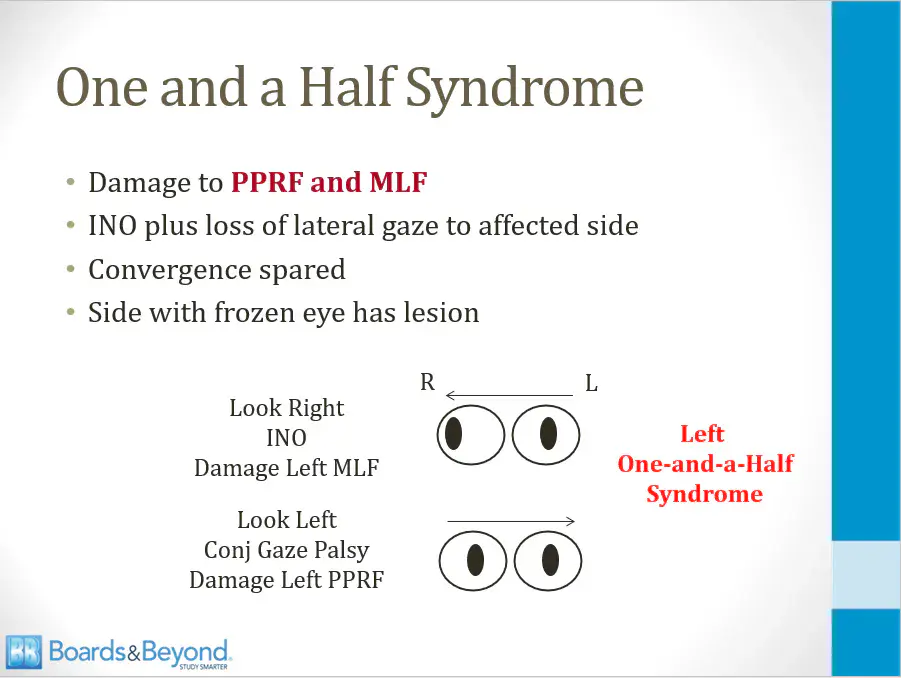 One and a Half Syndrome
• Damage to PPRF and MLF
• INO plus loss of lateral gaze to affected side
• Convergence spared
• Side with frozen eye has lesion
R L
Look Right
INO
Damage Left MLF
Left
One-and-a-Half
Syndrome
Look Left
Conj Gaze Palsy
Damage Left PPRF
BB Boards&Beyond.
STUDY SMARTER